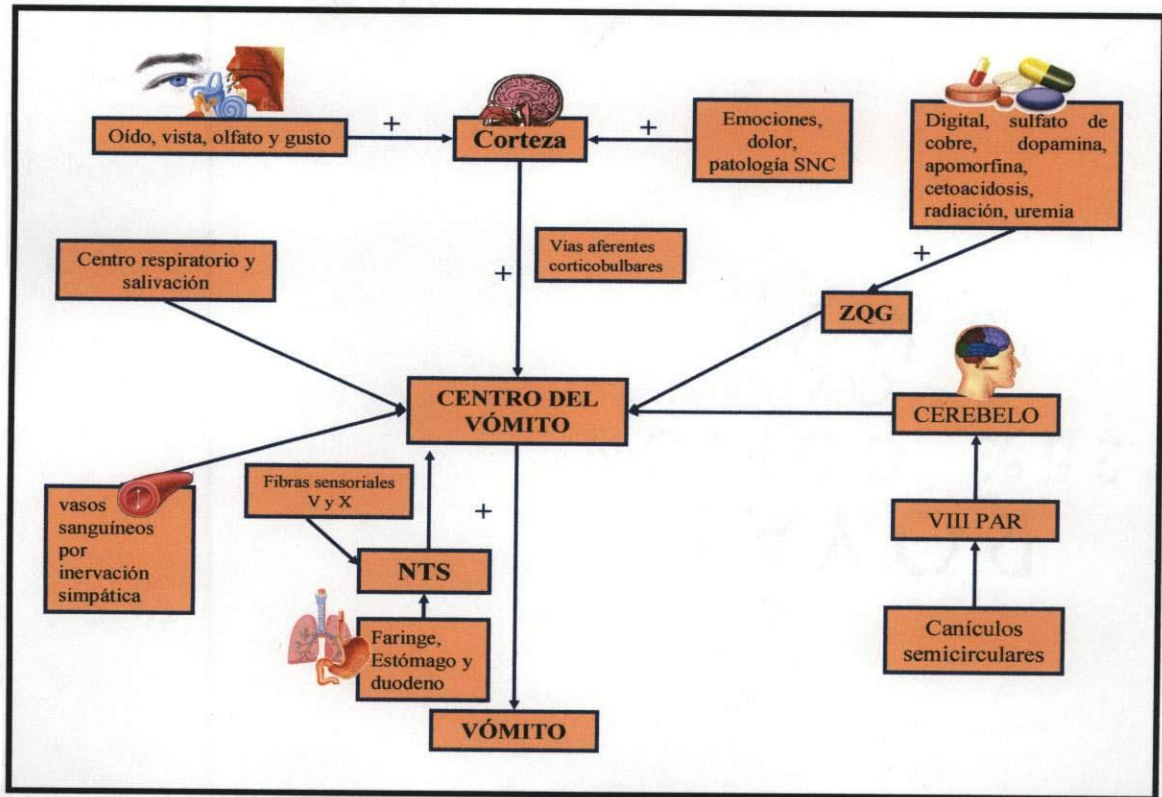 Oído, vista, olfato y gusto
+
Corteza
+
Emociones,
dolor,
patología SNC
Digital, sulfato de
cobre, dopamina,
apomorfina,
cetoacidosis,
radiación, uremia
+
ZQG
Centro respiratorio y
salivación
+
Vías aferentes
corticobulbares
CENTRO DEL
VÓMITO
CEREBELO
VIII PAR
Canículos
semicirculares
vasos
sanguíneos
por
inervación
simpática
Fibras sensoriales
V y X
+
NTS
Faringe,
Estómago y
duodeno
VÓMITO